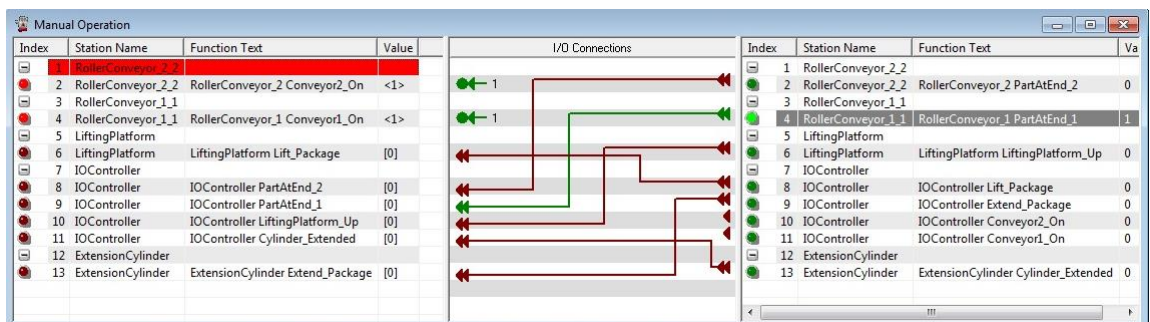 Manual Operation
Index Station Name Function Text Value I/O Connections Index Station Name Function Text Va
1 RollerConveyor_2_2 1 RollerConveyor_2_2
2 RollerConveyor_2_2 RollerConveyor_2 Conveyor2_On <1> 1 2 RollerConveyor_2_2 RollerConveyor_2 PartAtEnd_2 0
3 RollerConveyor_1_1 3 RollerConveyor_1_1
4 RollerConveyor_1_1 RollerConveyor_1 Conveyor1_On <1> 1 4 RollerConveyor_1_1 RollerConveyor_1 PartAtEnd_1 1
5 LiftingPlatform 5 LiftingPlatform
6 LiftingPlatform LiftingPlatform Lift_Package [0] 6 LiftingPlatform LiftingPlatform LiftingPlatform_Up 0
7 IOController 7 IOController
8 IOController IOController PartAtEnd_2 [0] 8 IOController IOController Lift_Package 0
9 IOController IOController PartAtEnd_1 [0] 9 IOController IOController Extend_Package 0
10 IOController IOController LiftingPlatform_Up [0] 10 IOController IOController Conveyor2_On 0
11 IOController IOController Cylinder_Extended [0] 11 IOController IOController Conveyor1_On 0
12 ExtensionCylinder 12 ExtensionCylinder
13 ExtensionCylinder ExtensionCylinder Extend_Package [0] 13 ExtensionCylinder ExtensionCylinder Cylinder_Extended 0